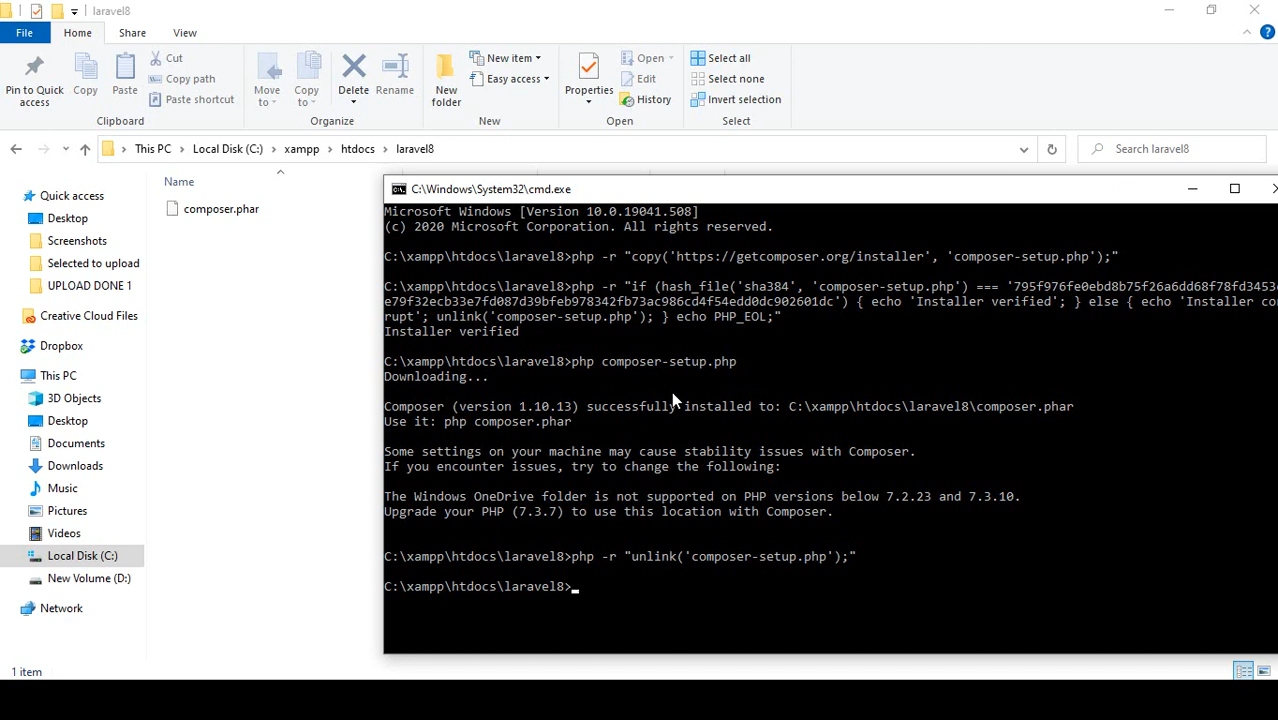 laravel8
File
Home
Share
View
Pin to Quick access
Copy
Paste
Cut
Copy path
Paste shortcut
Clipboard
Move to
Copy to
Delete
Rename
Organize
New folder
New item
Easy access
New
Properties
Open
Edit
History
Open
Select all
Select none
Invert selection
Select
This PC
Local Disk (C:)
xampp
htdocs
laravel8
Search laravel8
Quick access
Desktop
Screenshots
Selected to upload
UPLOAD DONE 1
Creative Cloud Files
Dropbox
This PC
3D Objects
Desktop
Documents
Downloads
Music
Pictures
Videos
Local Disk (C:)
New Volume (D:)
Network
1 item
Name
composer.phar
C:\Windows\System32\cmd.exe
Microsoft Windows [Version 10.0.19041.508]
(c) 2020 Microsoft Corporation. All rights reserved.
C:\xampp\htdocs\laravel8>php -r "copy('https://getcomposer.org/installer', 'composer-setup.php');"
C:\xampp\htdocs\laravel8>php -r "if (hash_file('sha384', 'composer-setup.php') === '795f976fe0ebd8b75f26a6dd68f78fd3453c
e79f32ecb33e7fd087d39bfeb978342fb73ac986cd4f54edd0dc902601dc') { echo 'Installer verified'; } else { echo 'Installer cor
rupt'; unlink('composer-setup.php'); } echo PHP_EOL;"
Installer verified
C:\xampp\htdocs\laravel8>php composer-setup.php
Downloading...
Composer (version 1.10.13) successfully installed to: C:\xampp\htdocs\laravel8\composer.phar
Use it: php composer.phar
Some settings on your machine may cause stability issues with Composer.
If you encounter issues, try to change the following:
The Windows OneDrive folder is not supported on PHP versions below 7.2.23 and 7.3.10.
Upgrade your PHP (7.3.7) to use this location with Composer.
C:\xampp\htdocs\laravel8>php -r "unlink('composer-setup.php');"
C:\xampp\htdocs\laravel8>